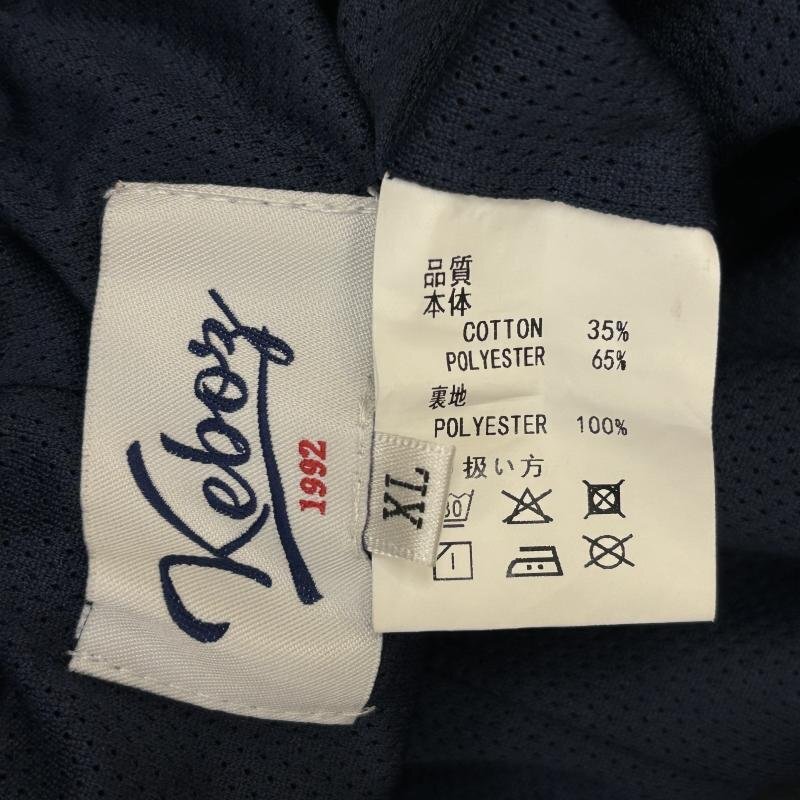 Keboz
1992
XL
品質
本体
COTTON 35%
POLYESTER 65%
裏地
POLYESTER 100%
扱い方